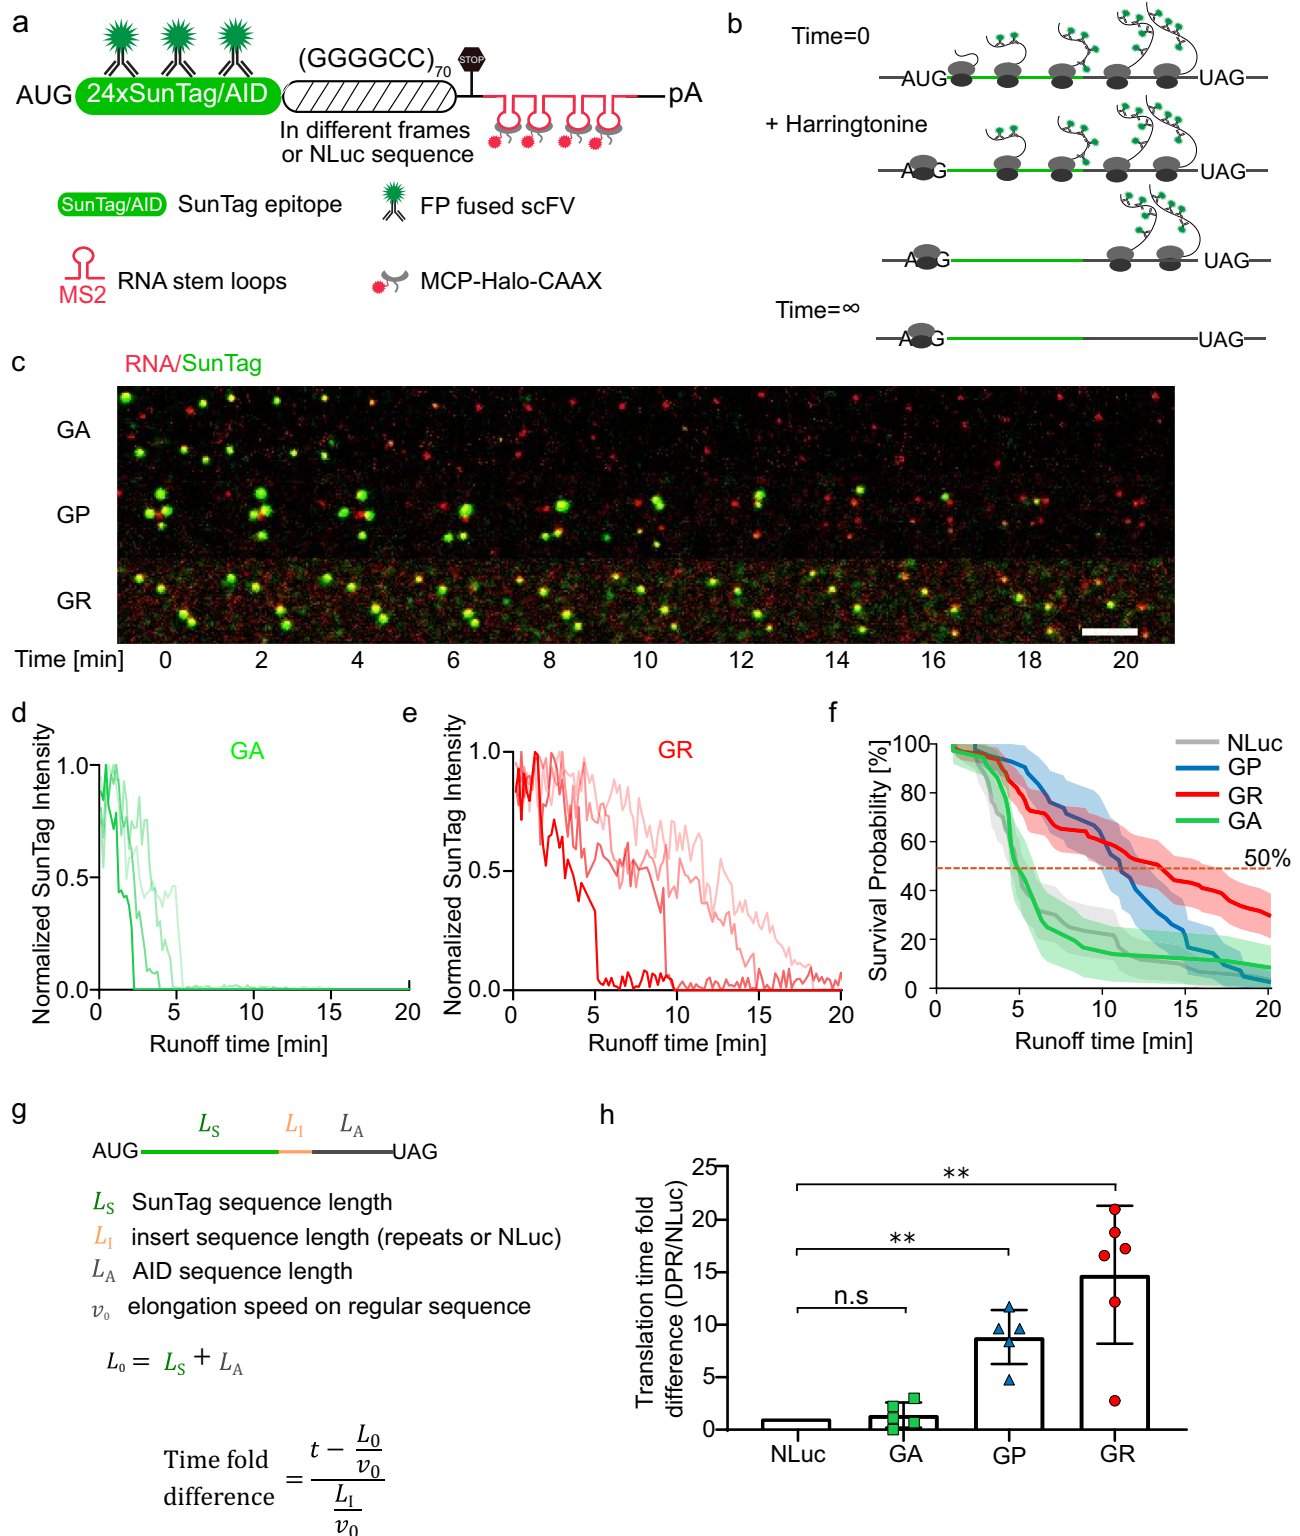 a
(GGGGCC)70
STOP
AUG 24xSunTag/AID pA
In different frames
or NLuc sequence
SunTag/AID SunTag epitope
FP fused scFV
MS2 RNA stem loops
MCP-Halo-CAAX
b
Time=0
AUG UAG
+ Harringtonine
A G UAG
A G UAG
Time=∞
A G UAG
c
RNA/SunTag
GA
GP
GR
Time [min] 0 2 4 6 8 10 12 14 16 18 20
d
Normalized SunTag Intensity
GA
1.0
0.5
0.0
0 5 10 15 20
Runoff time [min]
e
Normalized SunTag Intensity
GR
1.0
0.5
0.0
0 5 10 15 20
Runoff time [min]
f
Survival Probability [%]
100
80
60
40
20
0
NLuc
GP
GR
GA
50%
0 5 10 15 20
Runoff time [min]
g
LS LI LA
AUG UAG
LS SunTag sequence length
LI insert sequence length (repeats or NLuc)
LA AID sequence length
v0 elongation speed on regular sequence
L0 = LS + LA
Time fold
difference = (t − L0/v0) / (LI/v0)
h
Translation time fold
difference (DPR/NLuc)
25
20
15
10
5
0
**
**
n.s
NLuc GA GP GR